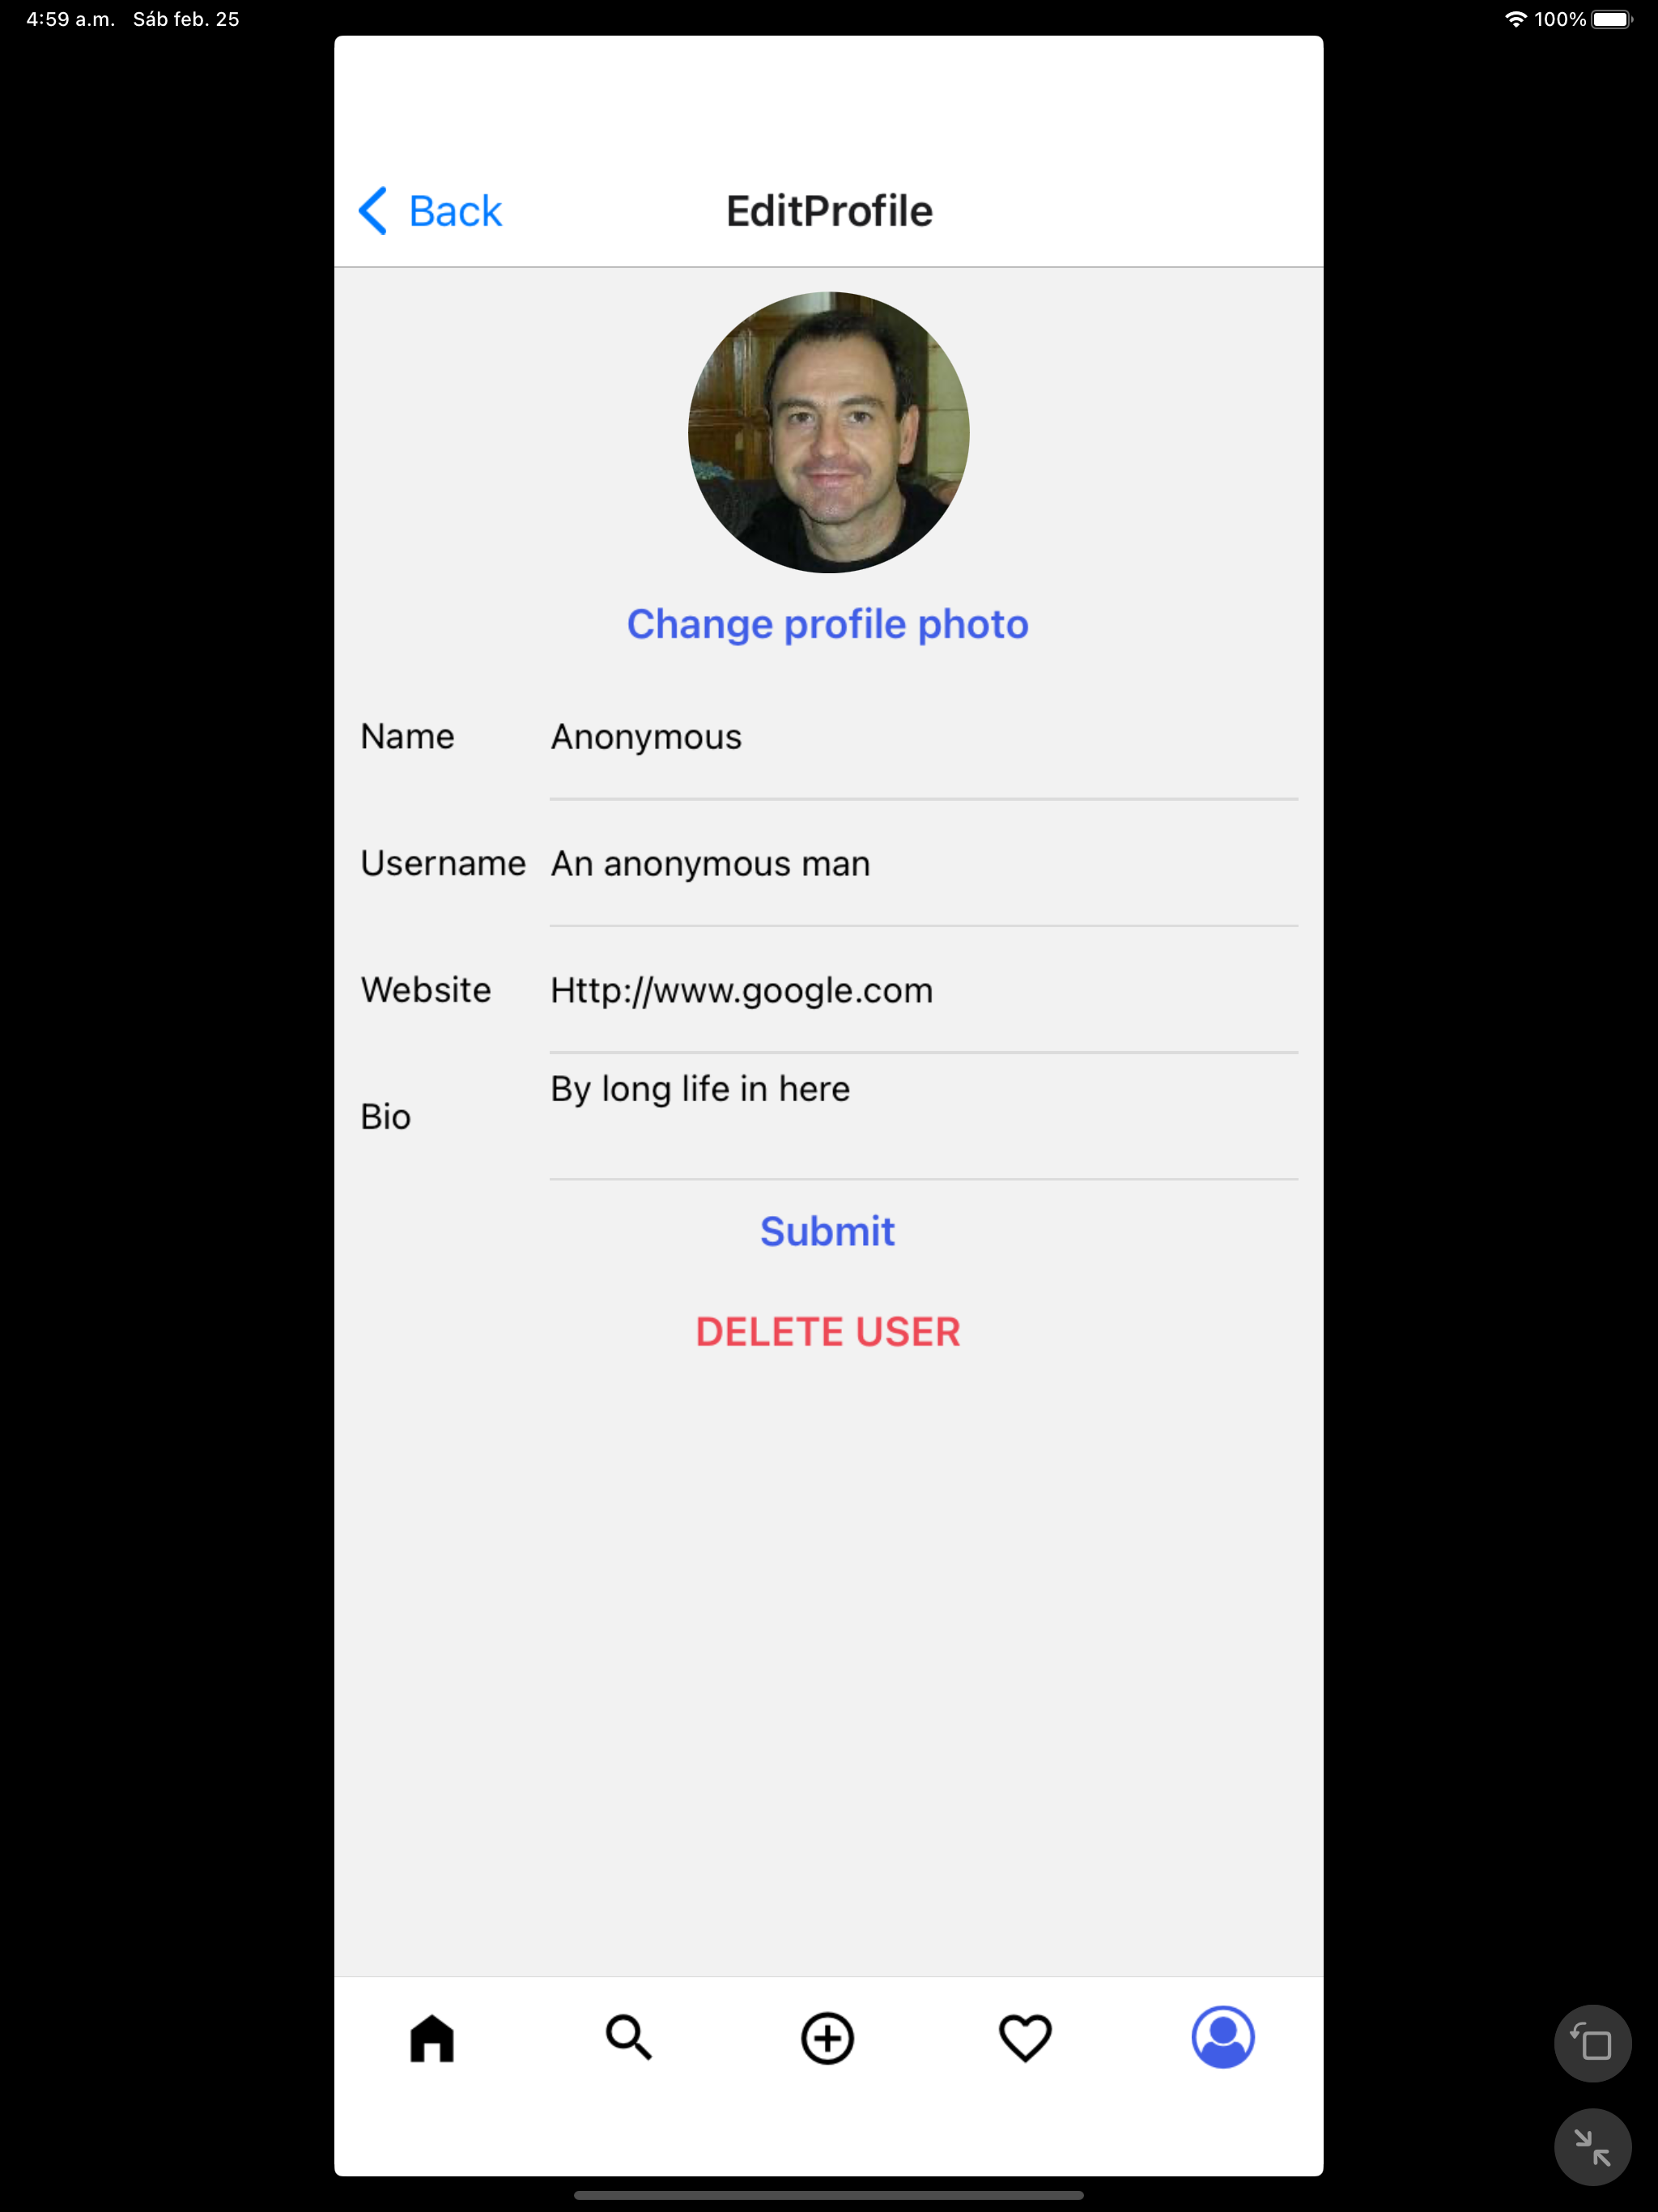 4:59 a.m. Sáb feb. 25 100%
Back EditProfile
Change profile photo
Name Anonymous
Username An anonymous man
Website Http://www.google.com
Bio By long life in here
Submit
DELETE USER